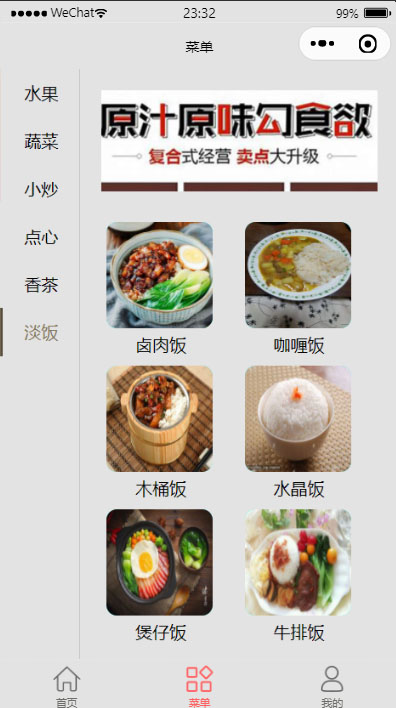 WeChat 23:32 99%
菜单
水果
蔬菜
小炒
点心
香茶
淡饭
原汁原味勾食欲
复合式经营 卖点大升级
卤肉饭 咖喱饭
木桶饭 水晶饭
煲仔饭 牛排饭
首页 菜单 我的